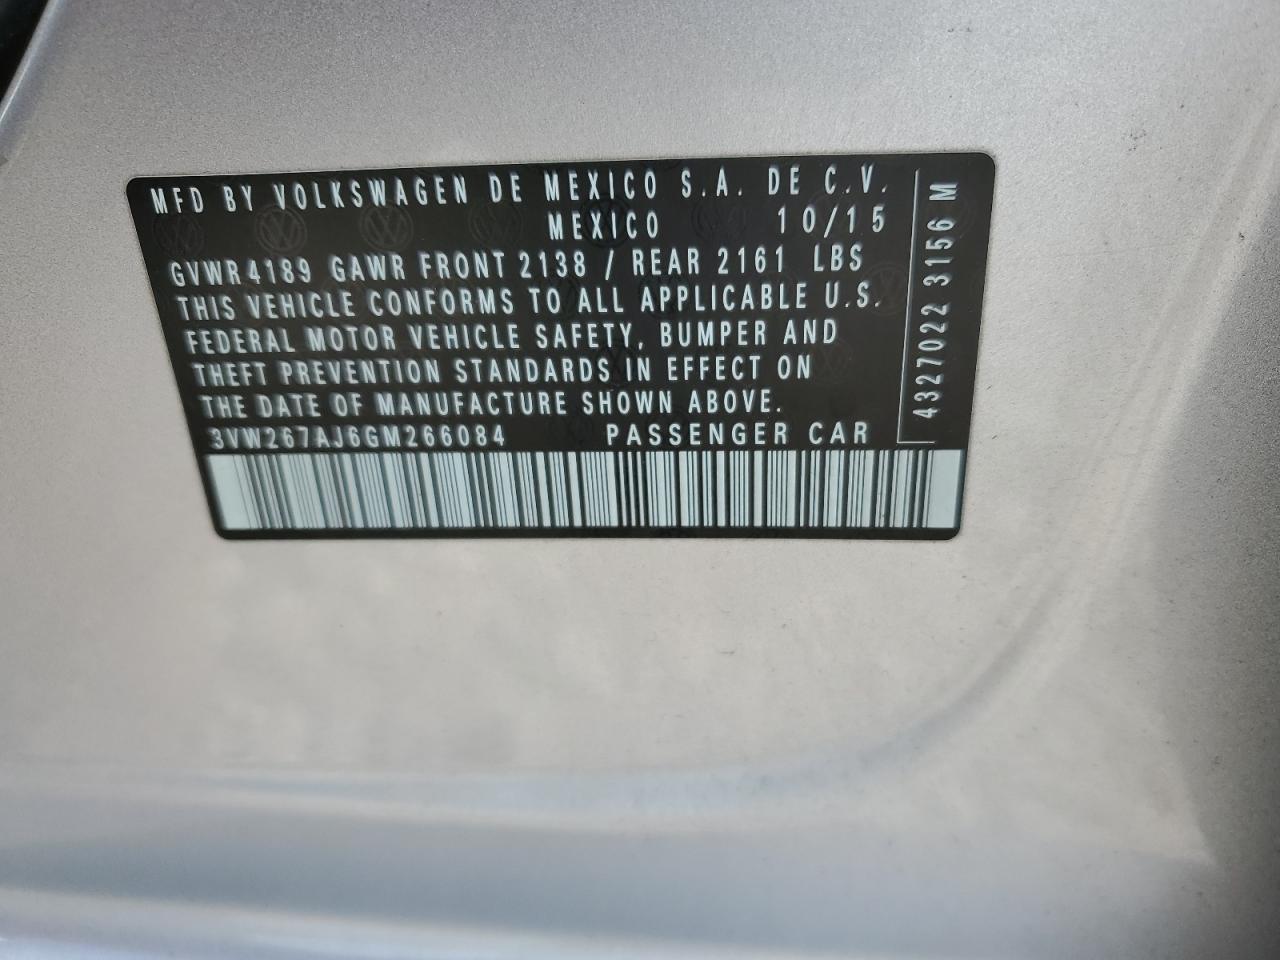 MFD BY VOLKSWAGEN DE MEXICO S.A. DE C.V.
MEXICO 10/15
GVWR 4189 GAWR FRONT 2138 / REAR 2161 LBS
THIS VEHICLE CONFORMS TO ALL APPLICABLE U.S.
FEDERAL MOTOR VEHICLE SAFETY, BUMPER AND
THEFT PREVENTION STANDARDS IN EFFECT ON
THE DATE OF MANUFACTURE SHOWN ABOVE.
3VW267AJ6GM266084 PASSENGER CAR
4327022 3156 M